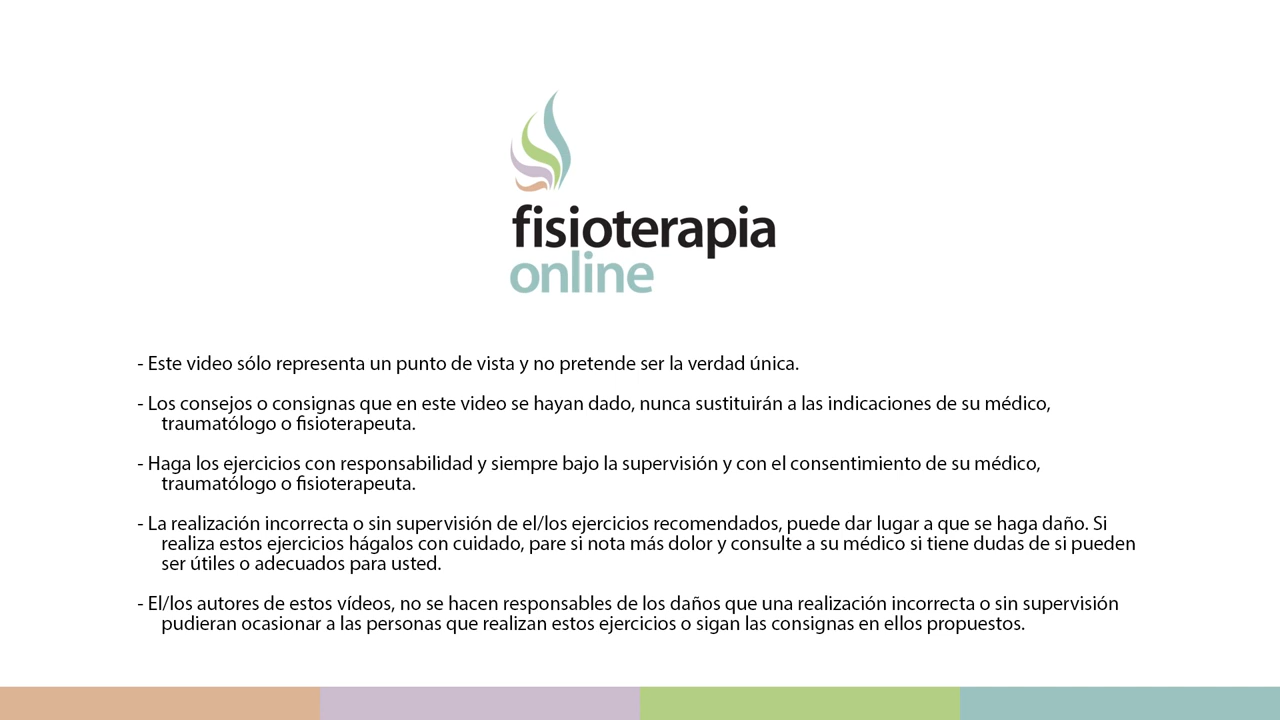 fisioterapia
online
- Este video sólo representa un punto de vista y no pretende ser la verdad única.
- Los consejos o consignas que en este video se hayan dado, nunca sustituirán a las indicaciones de su médico,
traumatólogo o fisioterapeuta.
- Haga los ejercicios con responsabilidad y siempre bajo la supervisión y con el consentimiento de su médico,
traumatólogo o fisioterapeuta.
- La realización incorrecta o sin supervisión de el/los ejercicios recomendados, puede dar lugar a que se haga daño. Si
realiza estos ejercicios hágalos con cuidado, pare si nota más dolor y consulte a su médico si tiene dudas de si pueden
ser útiles o adecuados para usted.
- El/los autores de estos vídeos, no se hacen responsables de los daños que una realización incorrecta o sin supervisión
pudieran ocasionar a las personas que realizan estos ejercicios o sigan las consignas en ellos propuestos.